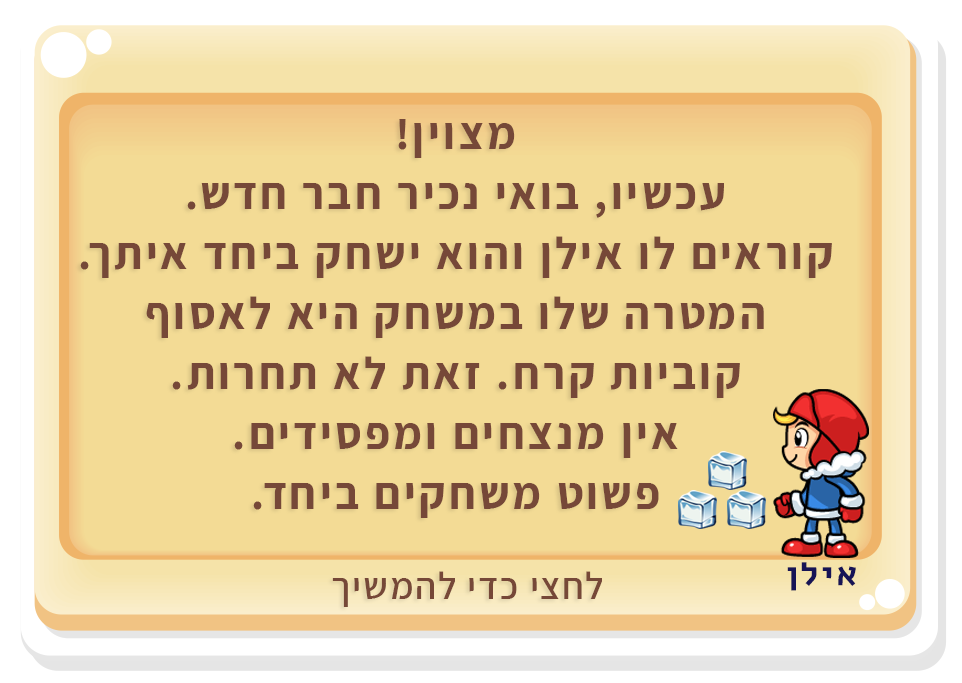 מצוין!
עכשיו, בואי נכיר חבר חדש.
קוראים לו אילן והוא ישחק ביחד איתך.
המטרה שלו במשחק היא לאסוף
קוביות קרח. זאת לא תחרות.
אין מנצחים ומפסידים.
פשוט משחקים ביחד.
אילן
לחצי כדי להמשיך